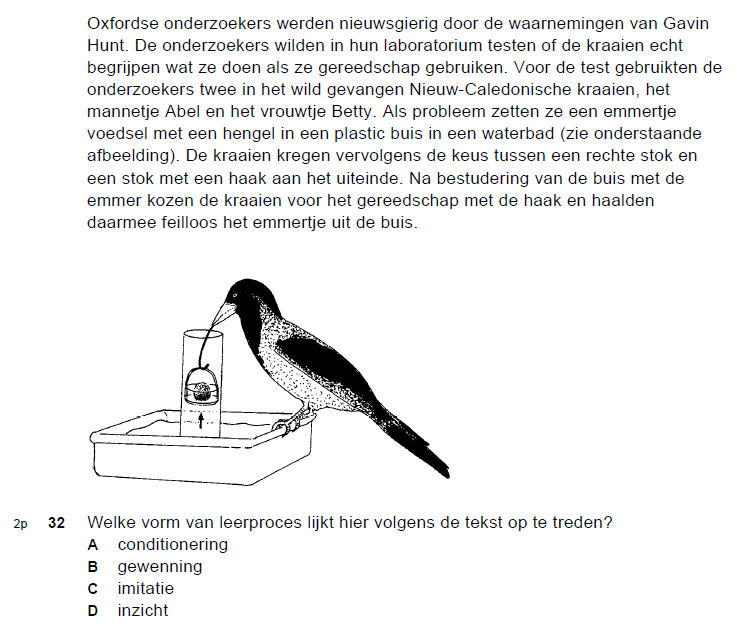 Oxfordse onderzoekers werden nieuwsgierig door de waarnemingen van Gavin
Hunt. De onderzoekers wilden in hun laboratorium testen of de kraaien echt
begrijpen wat ze doen als ze gereedschap gebruiken. Voor de test gebruikten de
onderzoekers twee in het wild gevangen Nieuw-Caledonische kraaien, het
mannetje Abel en het vrouwtje Betty. Als probleem zetten ze een emmertje
voedsel met een hengel in een plastic buis in een waterbad (zie onderstaande
afbeelding). De kraaien kregen vervolgens de keus tussen een rechte stok en
een stok met een haak aan het uiteinde. Na bestudering van de buis met de
emmer kozen de kraaien voor het gereedschap met de haak en haalden
daarmee feilloos het emmertje uit de buis.
2p 32 Welke vorm van leerproces lijkt hier volgens de tekst op te treden?
A conditionering
B gewenning
C imitatie
D inzicht